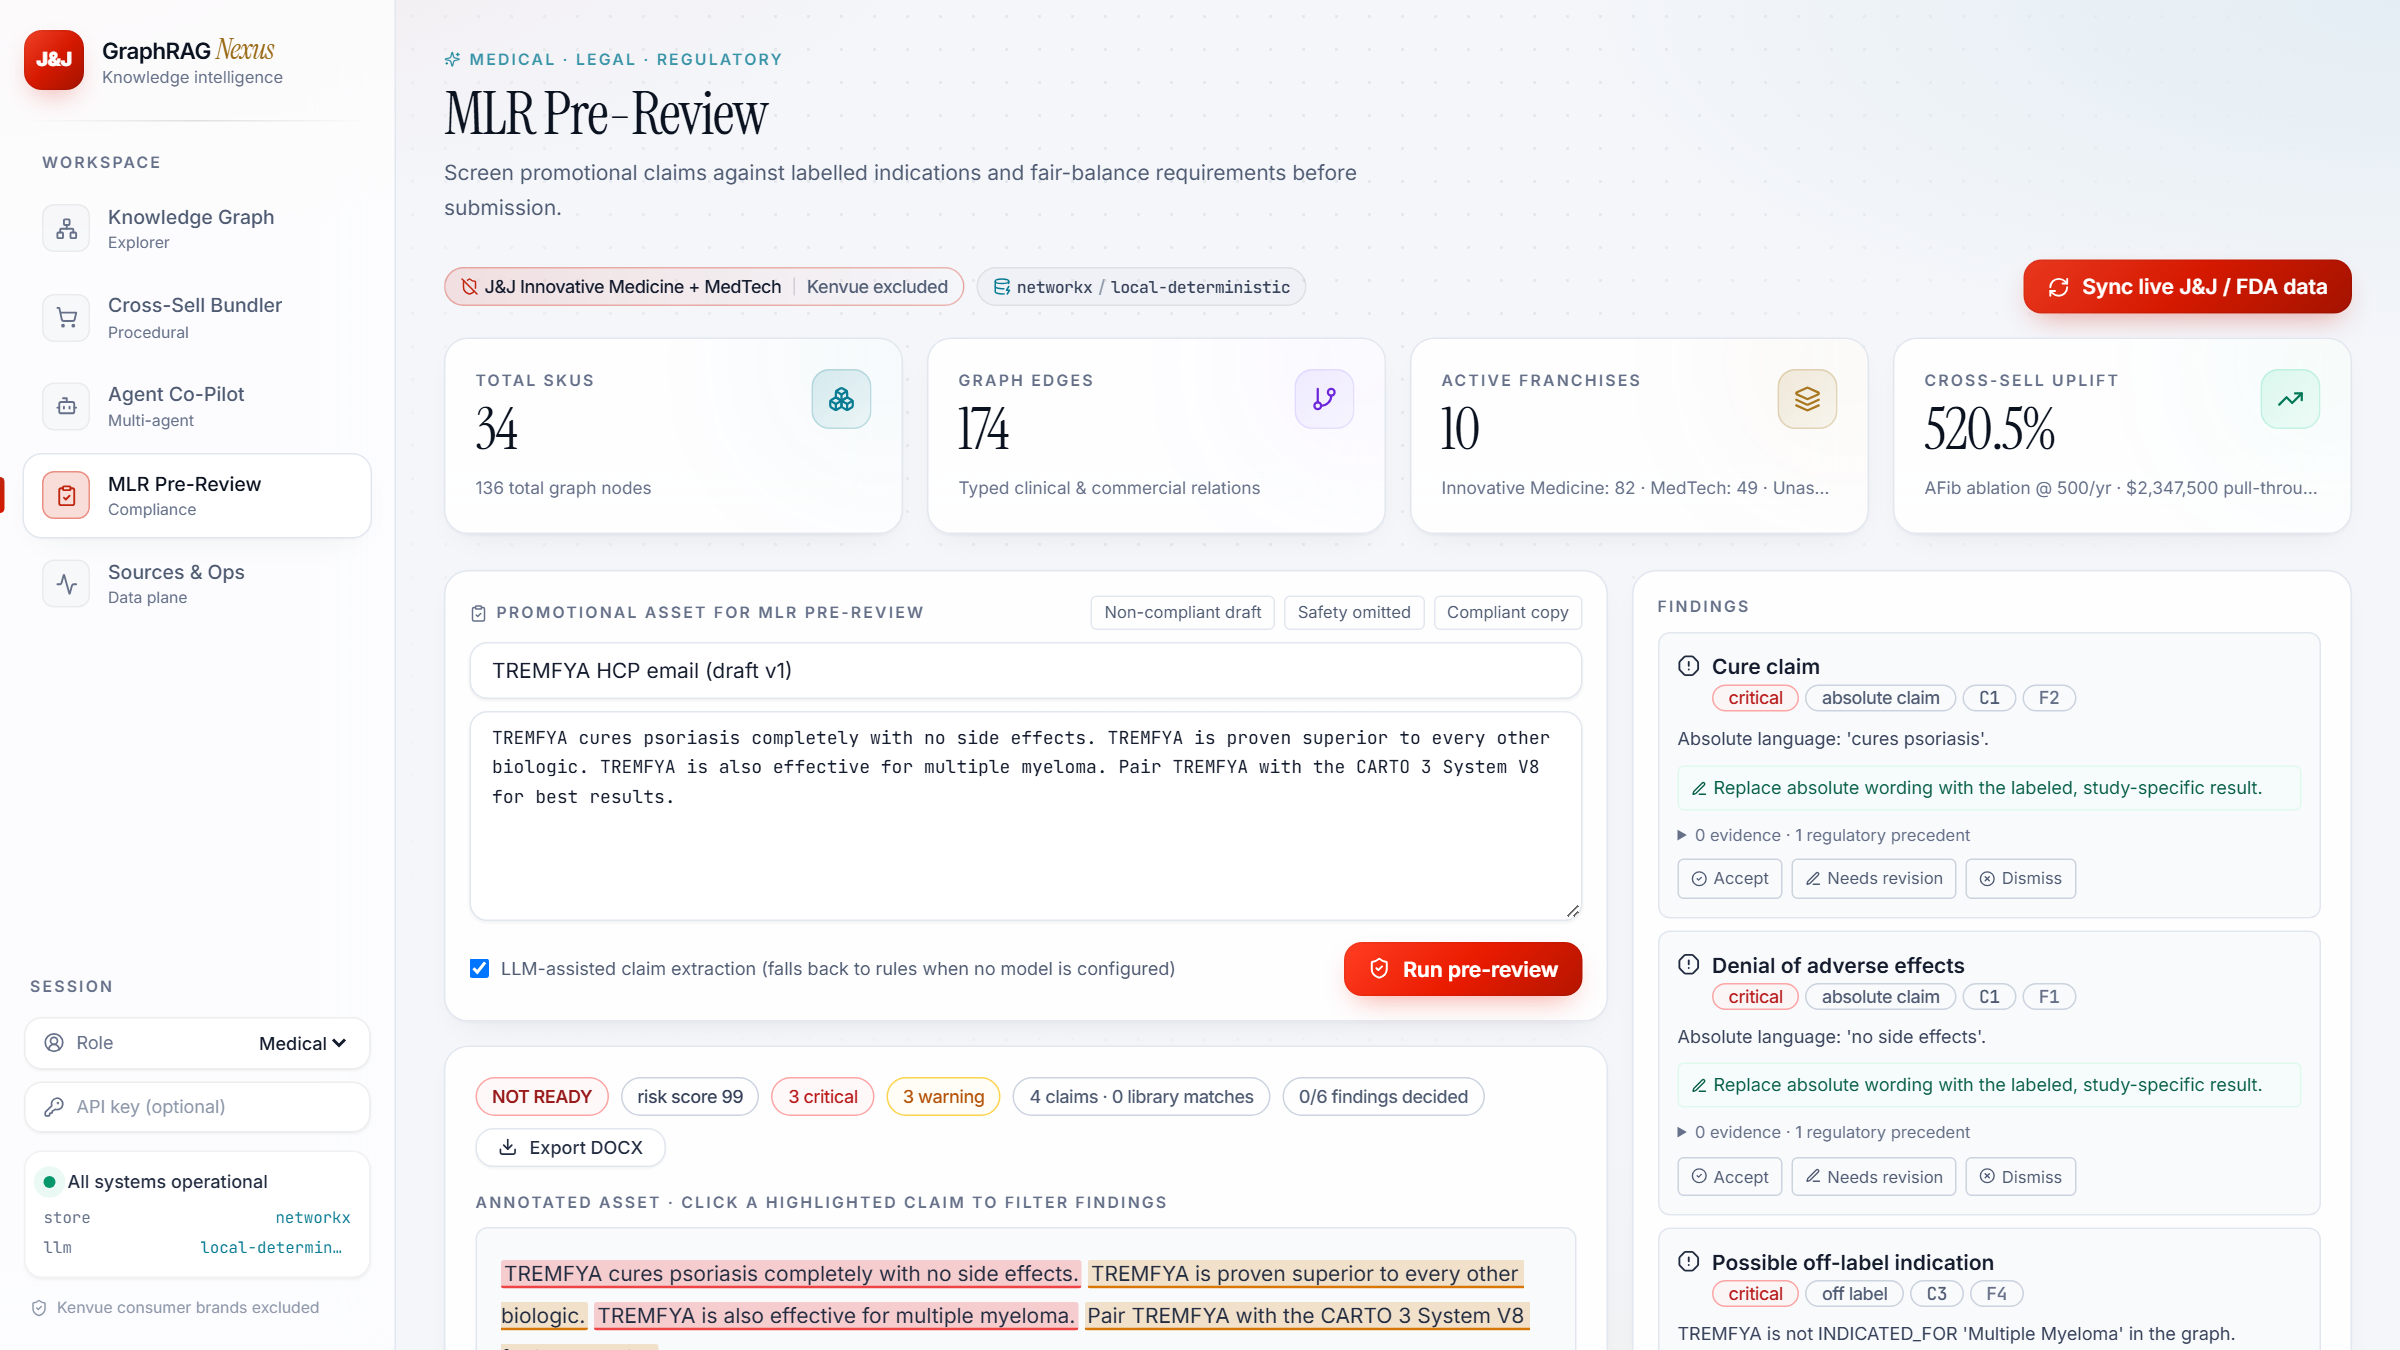 J&J
GraphRAG Nexus
Knowledge intelligence
WORKSPACE
Knowledge Graph
Explorer
Cross-Sell Bundler
Procedural
Agent Co-Pilot
Multi-agent
MLR Pre-Review
Compliance
Sources & Ops
Data plane
SESSION
Role Medical
API key (optional)
All systems operational
store networkx
llm local-determin…
Kenvue consumer brands excluded
MEDICAL · LEGAL · REGULATORY
MLR Pre-Review
Screen promotional claims against labelled indications and fair-balance requirements before
submission.
J&J Innovative Medicine + MedTech Kenvue excluded networkx / local-deterministic
Sync live J&J / FDA data
TOTAL SKUS
34
136 total graph nodes
GRAPH EDGES
174
Typed clinical & commercial relations
ACTIVE FRANCHISES
10
Innovative Medicine: 82 · MedTech: 49 · Unas…
CROSS-SELL UPLIFT
520.5%
AFib ablation @ 500/yr · $2,347,500 pull-throu…
PROMOTIONAL ASSET FOR MLR PRE-REVIEW
Non-compliant draft Safety omitted Compliant copy
TREMFYA HCP email (draft v1)
TREMFYA cures psoriasis completely with no side effects. TREMFYA is proven superior to every other
biologic. TREMFYA is also effective for multiple myeloma. Pair TREMFYA with the CARTO 3 System V8
for best results.
LLM-assisted claim extraction (falls back to rules when no model is configured)
Run pre-review
NOT READY risk score 99 3 critical 3 warning 4 claims · 0 library matches 0/6 findings decided
Export DOCX
ANNOTATED ASSET · CLICK A HIGHLIGHTED CLAIM TO FILTER FINDINGS
TREMFYA cures psoriasis completely with no side effects. TREMFYA is proven superior to every other
biologic. TREMFYA is also effective for multiple myeloma. Pair TREMFYA with the CARTO 3 System V8
FINDINGS
Cure claim
critical absolute claim C1 F2
Absolute language: 'cures psoriasis'.
Replace absolute wording with the labeled, study-specific result.
0 evidence · 1 regulatory precedent
Accept Needs revision Dismiss
Denial of adverse effects
critical absolute claim C1 F1
Absolute language: 'no side effects'.
Replace absolute wording with the labeled, study-specific result.
0 evidence · 1 regulatory precedent
Accept Needs revision Dismiss
Possible off-label indication
critical off label C3 F4
TREMFYA is not INDICATED_FOR 'Multiple Myeloma' in the graph.